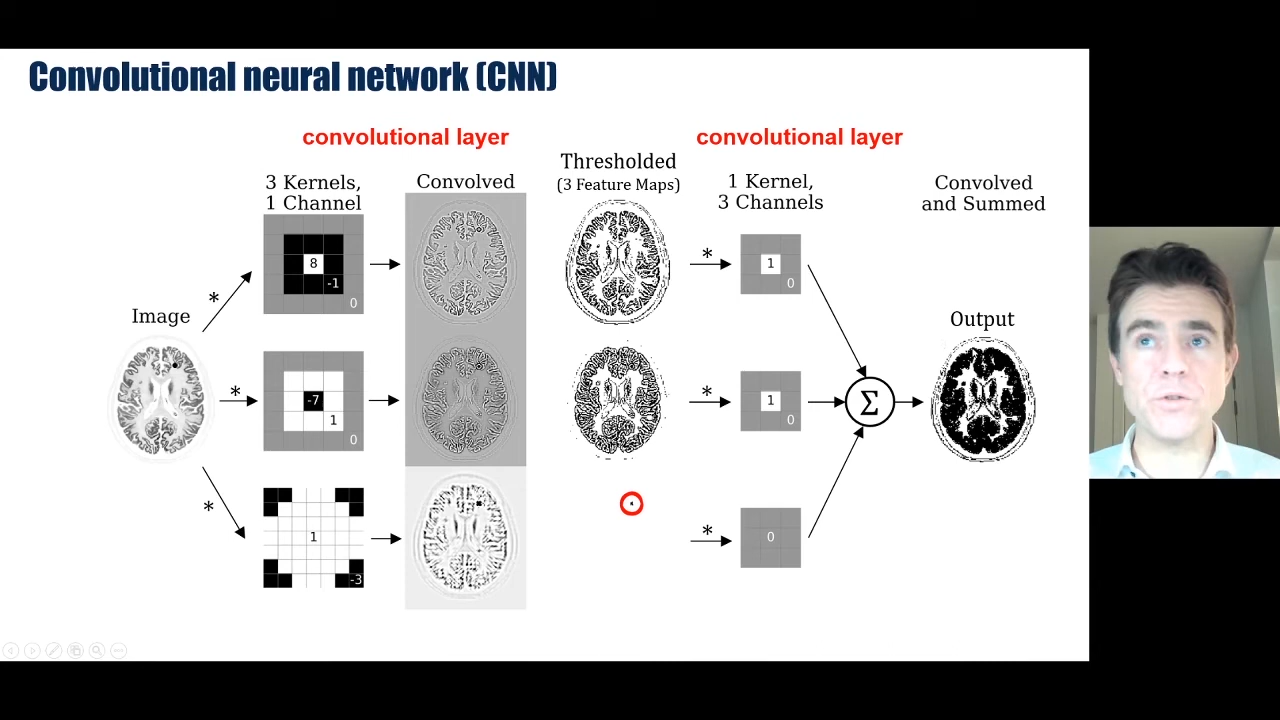 Convolutional neural network (CNN)
convolutional layer
convolutional layer
3 Kernels,
1 Channel
Convolved
Thresholded
(3 Feature Maps)
1 Kernel,
3 Channels
Convolved
and Summed
Image
*
*
*
8
-1
0
-7
1
0
1
-3
*
*
*
1
0
1
0
0
Σ
Output